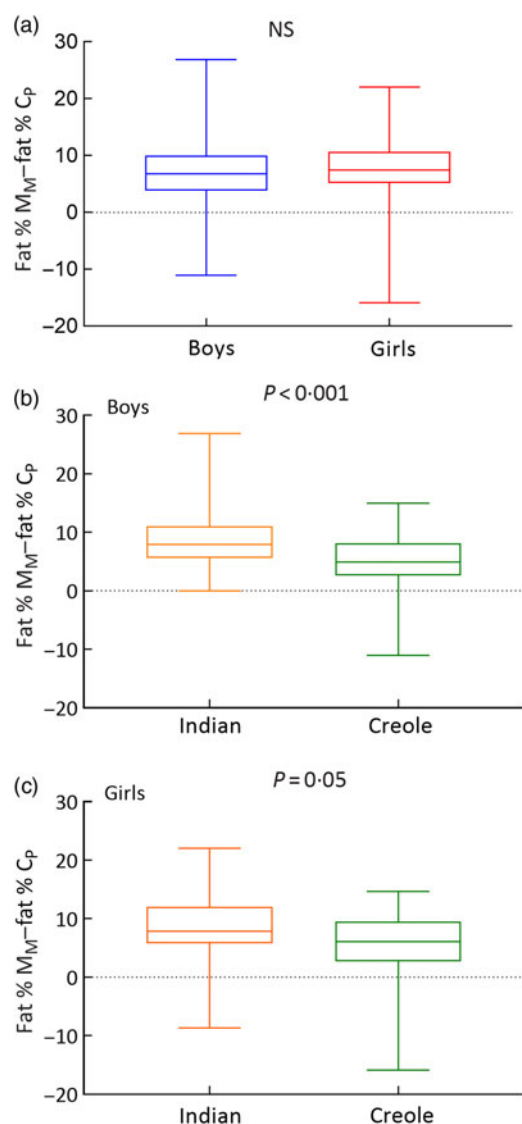 (a)
NS
Fat % M_M–fat % C_P
30
20
10
0
–10
–20
Boys
Girls
(b)
Boys
P < 0·001
Fat % M_M–fat % C_P
30
20
10
0
–10
–20
Indian
Creole
(c)
Girls
P = 0·05
Fat % M_M–fat % C_P
30
20
10
0
–10
–20
Indian
Creole